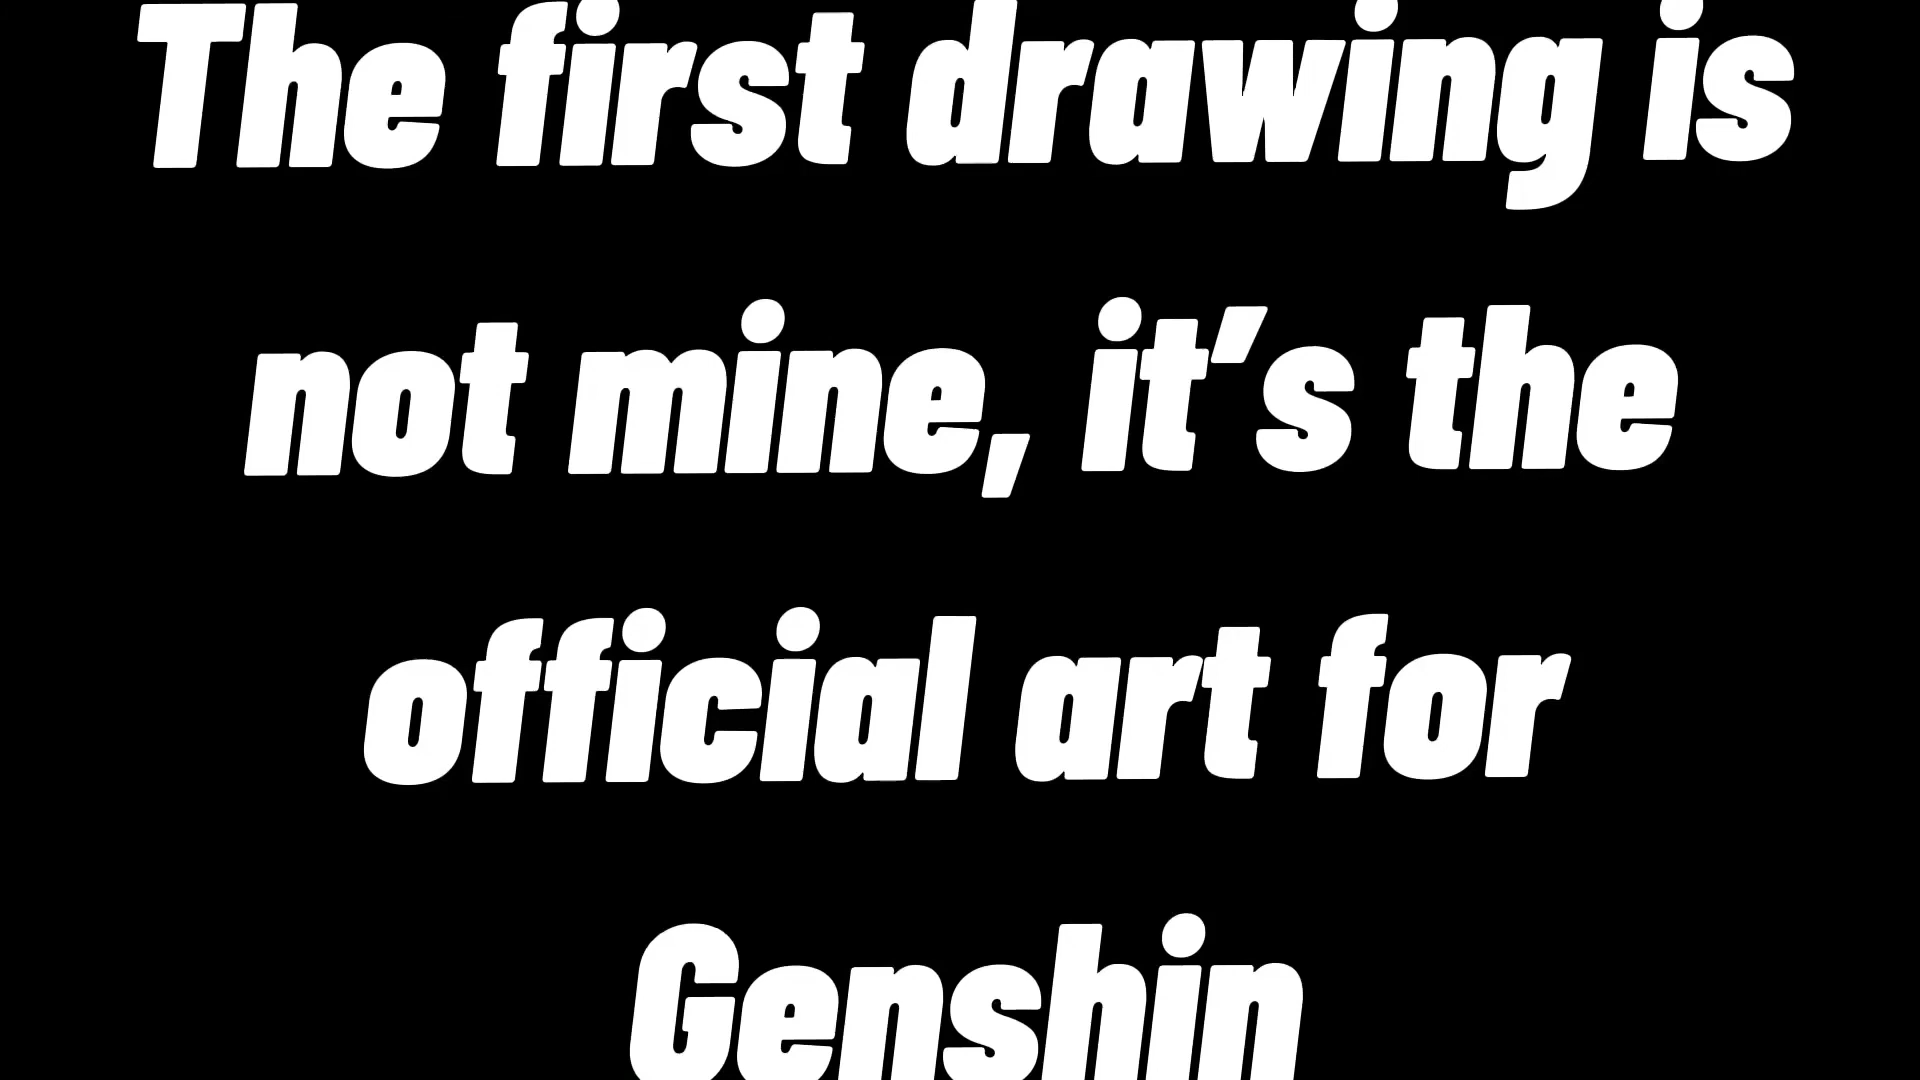 The first drawing is
not mine, it's the
official art for
Genshin